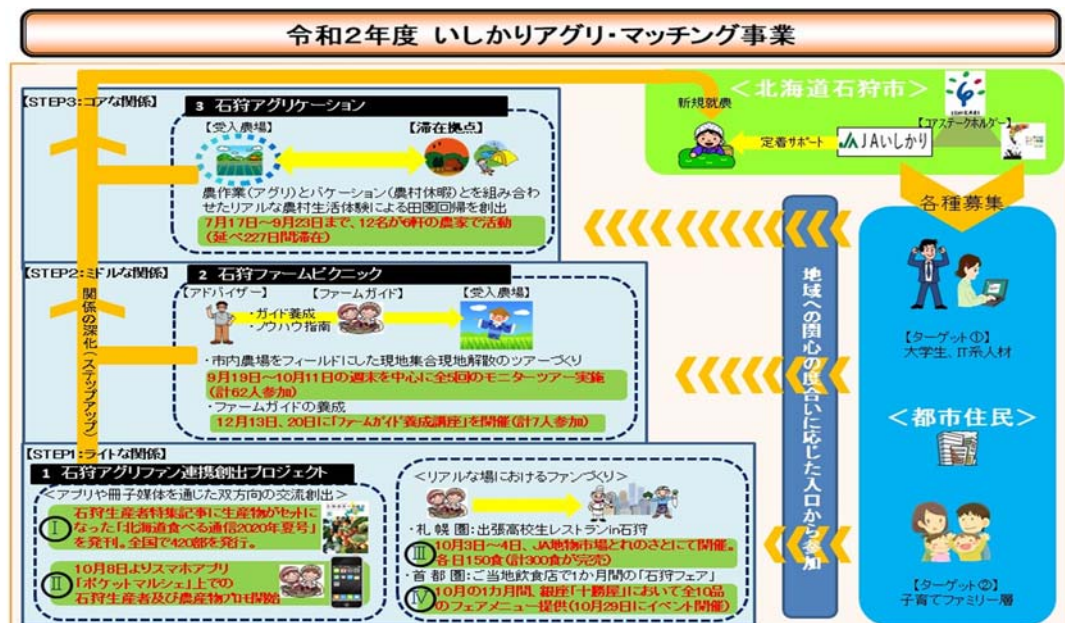 令和2年度 いしかりアグリ・マッチング事業
【STEP3:コアな関係】
3 石狩アグリケーション
【受入農場】
【滞在拠点】
農作業(アグリ)とバケーション(農村休暇)とを組み合わ
せたリアルな農村生活体験による田園回帰を創出
7月17日～9月23日まで、12名が6軒の農家で活動
(延べ227日間滞在)
<北海道石狩市>
新規就農
【コアステークホルダー】
定着サポート
JAいしかり
各種募集
【STEP2:ミドルな関係】
2 石狩ファームピクニック
【アドバイザー】
【ファームガイド】
【受入農場】
・ガイド養成
・ノウハウ指南
・市内農場をフィールドにした現地集合現地解散のツアーづくり
9月19日～10月11日の週末を中心に全5回のモニターツアー実施
(計62人参加)
・ファームガイドの養成
12月13日、20日に「ファームガイド養成講座」を開催(計7人参加)
関係の深化(ステップアップ)
【STEP1:ライトな関係】
1 石狩アグリファン連携創出プロジェクト
<アプリや冊子媒体を通じた双方向の交流創出>
Ⅰ
石狩生産者特集記事に生産物がセットに
なった「北海道食べる通信2020年夏号」
を発刊。全国で420部を発行。
Ⅱ
10月8日よりスマホアプリ
「ポケットマルシェ」上での
石狩生産者及び農産物プロモ開始
<リアルな場におけるファンづくり>
・札幌圏:出張高校生レストランin石狩
Ⅲ
10月3日～4日、JA地物市場とれのさとにて開催。
各日150食(計300食が完売)
・首都圏:ご当地飲食店で1か月間の「石狩フェア」
Ⅳ
10月の1カ月間、銀座「十勝屋」において全10品
のフェアメニュー提供(10月29日にイベント開催)
地域への関心の度合いに応じた入口から参加
【ターゲット①】
大学生、IT系人材
<都市住民>
【ターゲット②】
子育てファミリー層